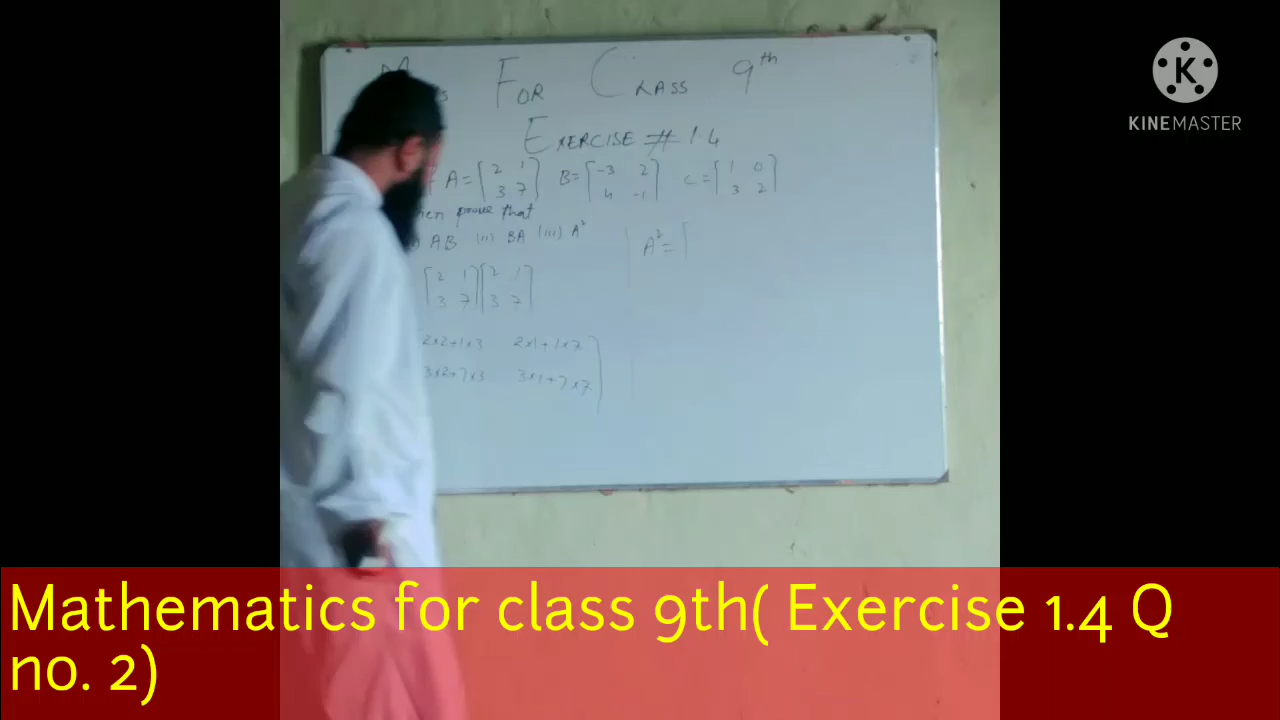 FOR CLASS 9th
EXERCISE # 1.4
A = [2 1 B = [-3 2 C = [1 0
3 7] 4 -1] 3 2]
then prove that
AB (ii) BA (iii) A²
A² = [
[2 1 [2 1
3 7] 3 7]
2×2+1×3 2×1+1×7
3×2+7×3 3×1+7×7]
KINEMASTER
Mathematics for class 9th( Exercise 1.4 Q
no. 2)